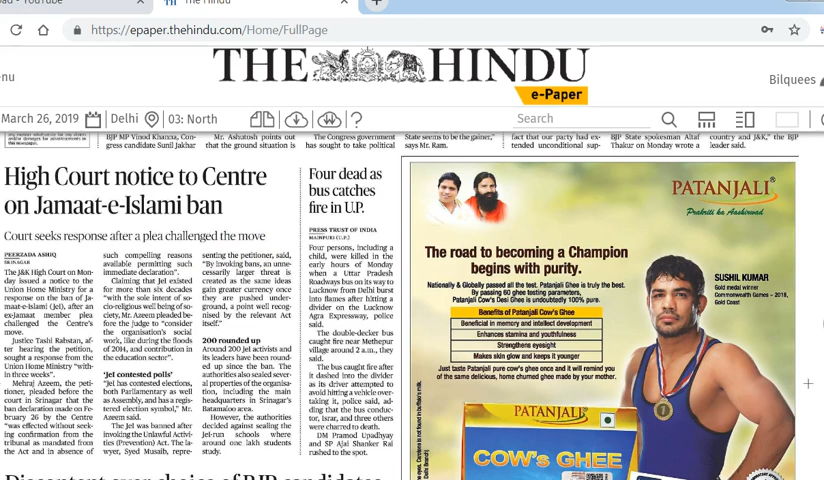 YouTube
The Hindu
https://epaper.thehindu.com/Home/FullPage
THE HINDU
e-Paper
enu
Bilquees
March 26, 2019
Delhi
03: North
Search
BJP MP Vinod Khanna, Con-
gress candidate Sunil Jakhar
Mr. Ashutosh points out
that the ground situation is
The Congress government
has sought to take political
State seems to be the gainer,"
says Mr. Ram.
fact that our party had ex-
tended unconditional sup-
BJP State spokesman Altaf
Thakur on Monday wrote a
country and J&K," the BJP
leader said.
High Court notice to Centre
on Jamaat-e-Islami ban
Court seeks response after a plea challenged the move
PEERZADA ASHIQ
SRINAGAR
The J&K High Court on Mon-
day issued a notice to the
Union Home Ministry for a
response on the ban of Ja-
maat-e-Islami (JeI), after an
ex-Jamaat member plea
challenged the Centre's
move.
Justice Tashi Rabstan, af-
ter hearing the petition,
sought a response from the
Union Home Ministry "with-
in three weeks".
Mehraj Azeem, the peti-
tioner, pleaded before the
court in Srinagar that the
ban declaration made on Fe-
bruary 26 by the Centre
"was effected without seek-
ing confirmation from the
tribunal as mandated from
the Act and in absence of
such compelling reasons
available permitting such
immediate declaration".
Claiming that JeI existed
for more than six decades
"with the sole intent of so-
cio-religious well being of so-
ciety, Mr. Azeem pleaded be-
fore the judge to "consider
the organisation's social
work, like during the floods
of 2014, and contribution in
the education sector".
'JeI contested polls'
"JeI has contested elections,
both Parliamentary as well
as Assembly, and has a regis-
tered election symbol," Mr.
Azeem said.
The JeI was banned after
invoking the Unlawful Activi-
ties (Prevention) Act. The la-
wyer, Syed Musaib, repre-
senting the petitioner, said,
"By invoking bans, an unne-
cessarily larger threat is
created as the same ideas
gain greater currency once
they are pushed under-
ground, a point well recog-
nised by the relevant Act
itself."
200 rounded up
Around 200 JeI activists and
its leaders have been round-
ed up since the ban. The
authorities also sealed sever-
al properties of the organisa-
tion, including the main
headquarters in Srinagar's
Batamaloo area.
However, the authorities
decided against sealing the
JeI-run schools where
around one lakh students
study.
Four dead as
bus catches
fire in U.P.
PRESS TRUST OF INDIA
MAINPURI (U.P.)
Four persons, including a
child, were killed in the
early hours of Monday
when a Uttar Pradesh
Roadways bus on its way to
Lucknow from Delhi burst
into flames after hitting a
divider on the Lucknow
Agra Expressway, police
said.
The double-decker bus
caught fire near Methepur
village around 2 a.m., they
said.
The bus caught fire after
it dashed into the divider
as its driver attempted to
avoid hitting a vehicle over-
taking it, police said, ad-
ding that the bus conduc-
tor, Israr, and three others
were charred to death.
DM Pramod Upadhyay
and SP Ajai Shanker Rai
rushed to the spot.
PATANJALI®
Prakriti ka Aashirwad
The road to becoming a Champion
begins with purity.
Nationally & Globally passed all the test. Patanjali Ghee is truly the best.
By passing 60 ghee testing parameters,
Patanjali Cow's Desi Ghee is undoubtedly 100% pure.
Benefits of Patanjali Cow's Ghee
Beneficial in memory and intellect development
Enhances stamina and youthfulness
Strengthens eyesight
Makes skin glow and keeps it younger
Just taste Patanjali pure cow's ghee once and it will remind you
of the same delicious, home churned ghee made by your mother.
SUSHIL KUMAR
Gold medal winner
Commonwealth Games – 2018,
Gold Coast
PATANJALI
COW's GHEE